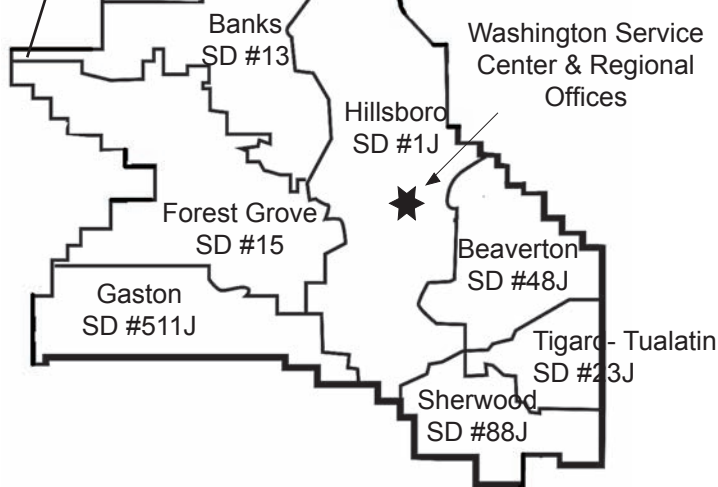 Banks
SD #13
Washington Service
Center & Regional
Offices
Hillsboro
SD #1J
Forest Grove
SD #15
Beaverton
SD #48J
Gaston
SD #511J
Tigard- Tualatin
SD #23J
Sherwood
SD #88J